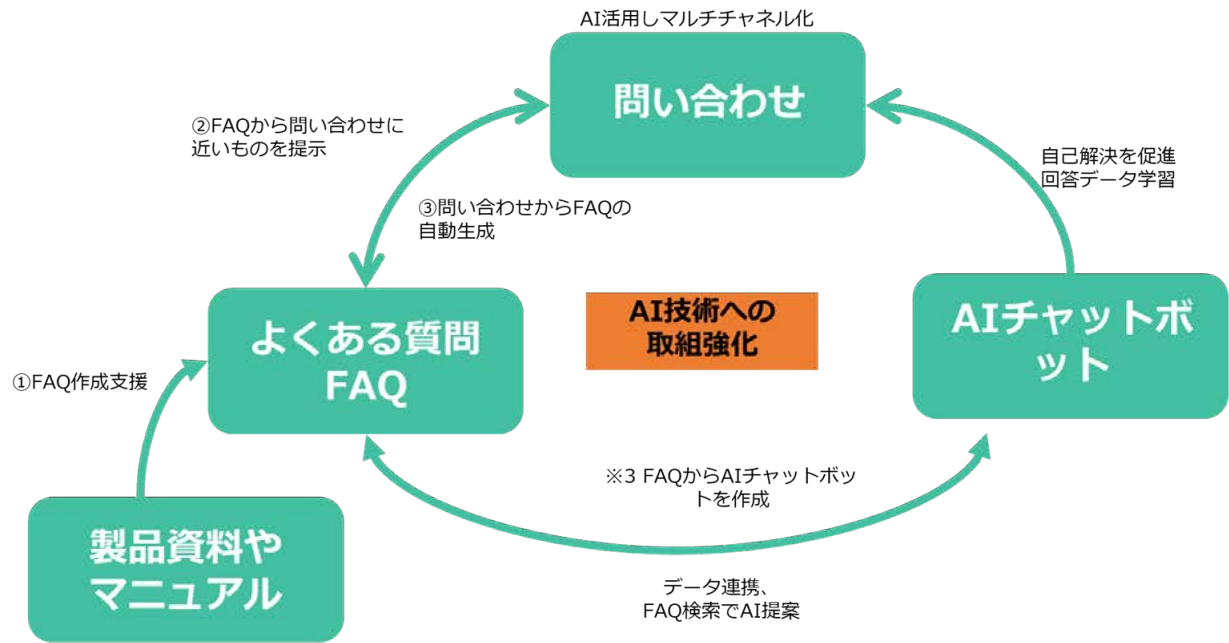 AI活用しマルチチャネル化
問い合わせ
②FAQから問い合わせに
近いものを提示
自己解決を促進
回答データ学習
③問い合わせからFAQの
自動生成
よくある質問
FAQ
AI技術への
取組強化
AIチャットボ
ット
①FAQ作成支援
※3 FAQからAIチャットボッ
トを作成
製品資料や
マニュアル
データ連携、
FAQ検索でAI提案